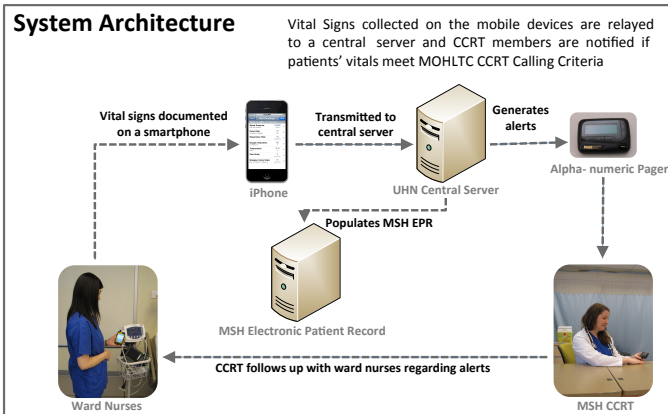 System Architecture
Vital Signs collected on the mobile devices are relayed
to a central server and CCRT members are notified if
patients' vitals meet MOHLTC CCRT Calling Criteria
Vital signs documented
on a smartphone
Transmitted to
central server
Generates
alerts
iPhone
UHN Central Server
Alpha- numeric Pager
Populates MSH EPR
MSH Electronic Patient Record
CCRT follows up with ward nurses regarding alerts
Ward Nurses
MSH CCRT